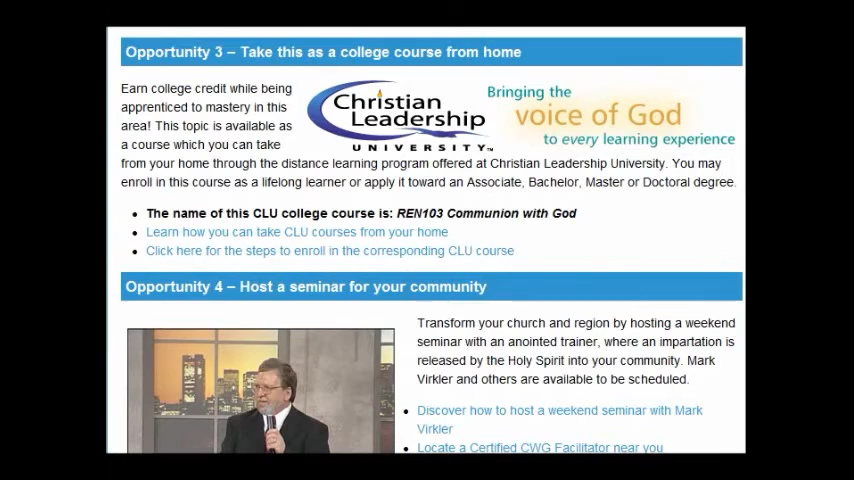 Opportunity 3 – Take this as a college course from home
Earn college credit while being
apprenticed to mastery in this
area! This topic is available as
a course which you can take
Christian
Leadership
UNIVERSITY™
Bringing the
voice of God
to every learning experience
from your home through the distance learning program offered at Christian Leadership University. You may
enroll in this course as a lifelong learner or apply it toward an Associate, Bachelor, Master or Doctoral degree.
• The name of this CLU college course is: REN103 Communion with God
• Learn how you can take CLU courses from your home
• Click here for the steps to enroll in the corresponding CLU course
Opportunity 4 – Host a seminar for your community
Transform your church and region by hosting a weekend
seminar with an anointed trainer, where an impartation is
released by the Holy Spirit into your community. Mark
Virkler and others are available to be scheduled.
• Discover how to host a weekend seminar with Mark
Virkler
• Locate a Certified CWG Facilitator near you